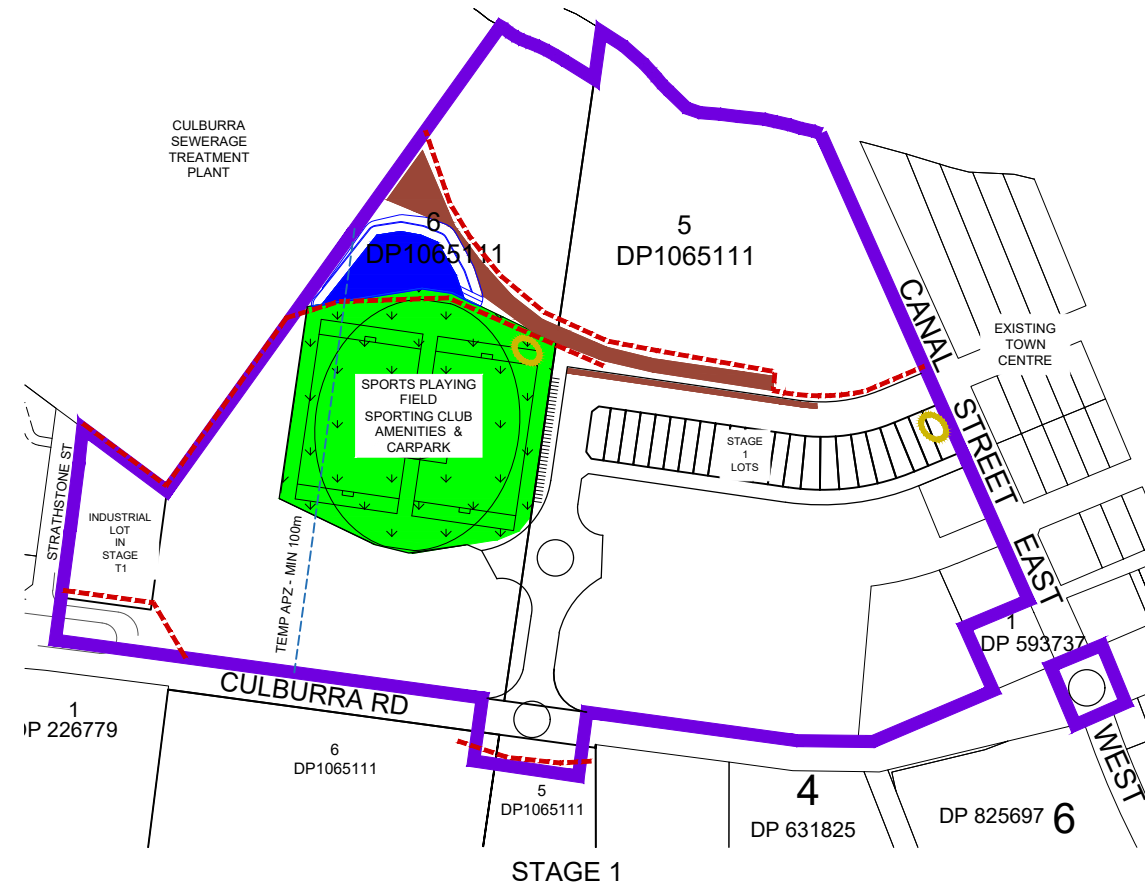 CULBURRA
SEWERAGE
TREATMENT
PLANT
6
DP1065111
5
DP1065111
CANAL
STREET
EAST
EXISTING
TOWN
CENTRE
SPORTS PLAYING
FIELD
SPORTING CLUB
AMENITIES &
CARPARK
STAGE
1
LOTS
STRATHSTONE ST
INDUSTRIAL
LOT
IN
STAGE
T1
TEMP APZ - MIN 100m
1
DP 593737
CULBURRA RD
WEST
1
DP 226779
6
DP1065111
5
DP1065111
4
DP 631825
DP 825697 6
STAGE 1